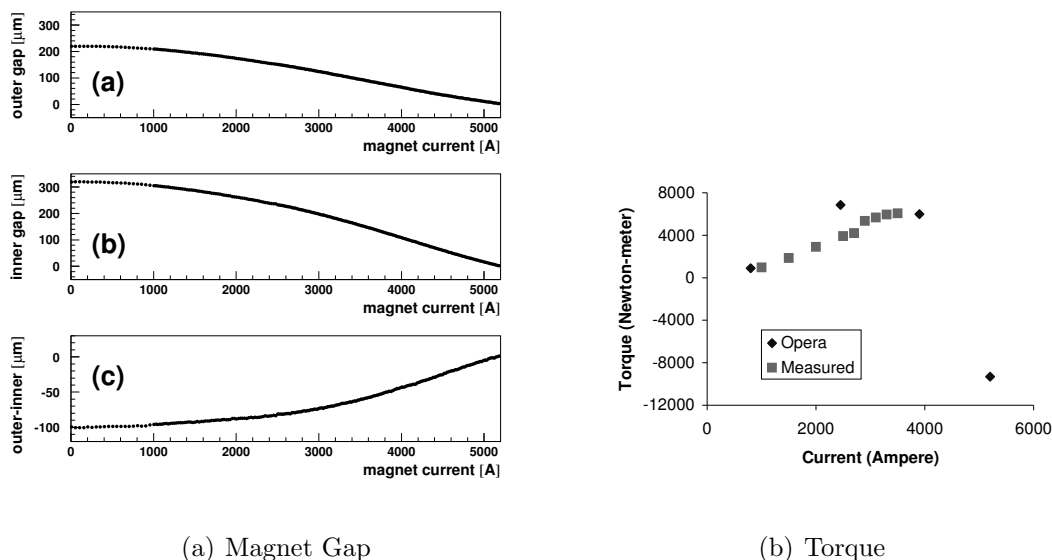 outer gap [μm]
300
200
100
0
(a)
0 1000 2000 3000 4000 5000
magnet current [A]
inner gap [μm]
300
200
100
0
(b)
0 1000 2000 3000 4000 5000
magnet current [A]
outer-inner [μm]
0
-50
-100
(c)
0 1000 2000 3000 4000 5000
magnet current [A]
(a) Magnet Gap
Torque (Newton-meter)
8000
4000
0
-4000
-8000
-12000
Opera
Measured
0 2000 4000 6000
Current (Ampere)
(b) Torque